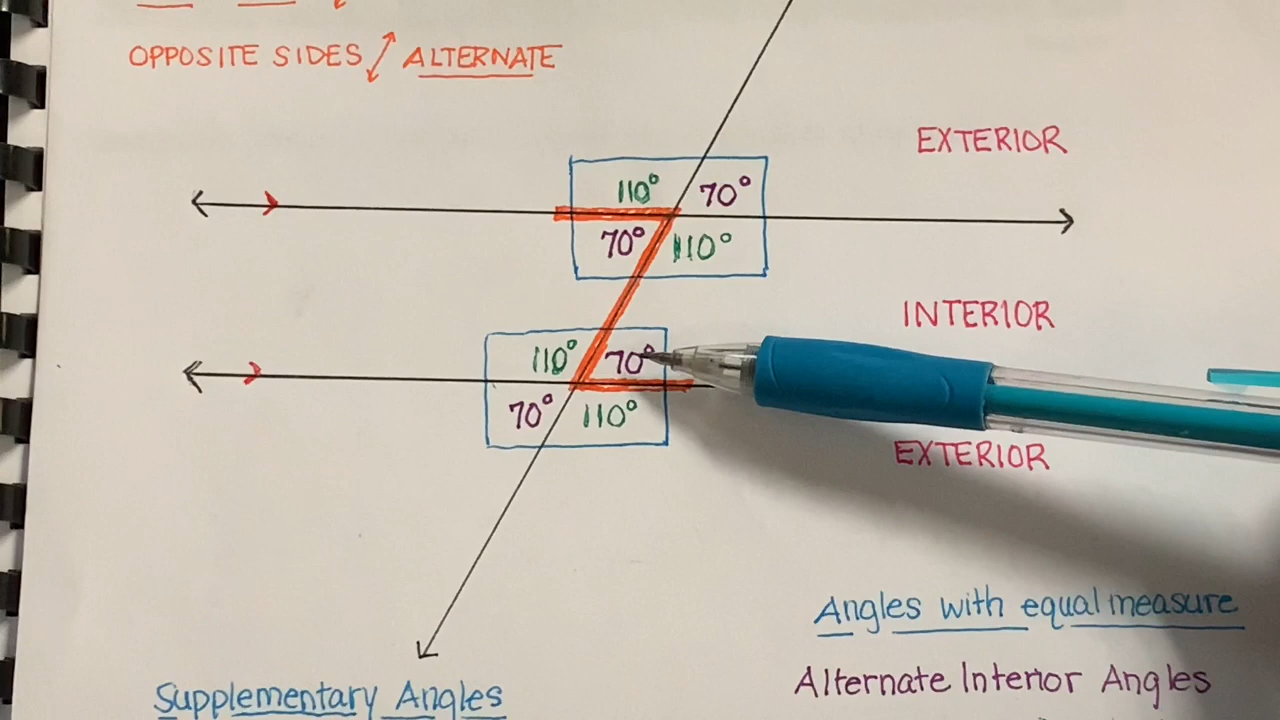 OPPOSITE SIDES ALTERNATE
EXTERIOR
110° 70°
70° 110°
INTERIOR
110° 70°
70° 110°
EXTERIOR
Angles with equal measure
Alternate Interior Angles
Supplementary Angles